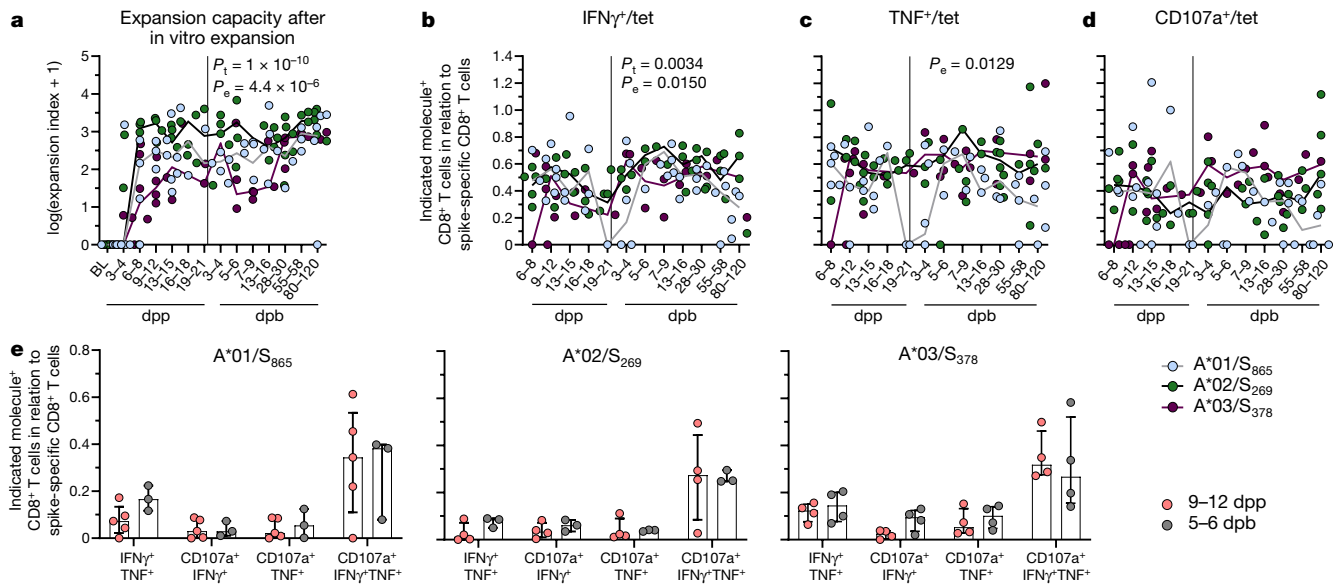 a
Expansion capacity after
in vitro expansion
log(expansion index + 1)
5
4
3
2
1
0
Pt = 1 × 10−10
Pe = 4.4 × 10−6
BL
3–4
6–8
9–12
13–15
16–18
19–21
3–4
5–6
7–9
13–16
28–30
55–58
80–120
dpp
dpb
b
IFNγ+/tet
Indicated molecule+
CD8+ T cells in relation to
spike-specific CD8+ T cells
1.4
1.2
1.0
0.8
0.6
0.4
0.2
0
Pt = 0.0034
Pe = 0.0150
6–8
9–12
13–15
16–18
19–21
3–4
5–6
7–9
13–16
28–30
55–58
80–120
dpp
dpb
c
TNF+/tet
Pe = 0.0129
6–8
9–12
13–15
16–18
19–21
3–4
5–6
7–9
13–16
28–30
55–58
80–120
dpp
dpb
d
CD107a+/tet
6–8
9–12
13–15
16–18
19–21
3–4
5–6
7–9
13–16
28–30
55–58
80–120
dpp
dpb
e
Indicated molecule+
CD8+ T cells in relation to
spike-specific CD8+ T cells
0.8
0.6
0.4
0.2
0
A*01/S865
IFNγ+
TNF+
CD107a+
IFNγ+
CD107a+
TNF+
CD107a+
IFNγ+TNF+
A*02/S269
IFNγ+
TNF+
CD107a+
IFNγ+
CD107a+
TNF+
CD107a+
IFNγ+TNF+
A*03/S378
IFNγ+
TNF+
CD107a+
IFNγ+
CD107a+
TNF+
CD107a+
IFNγ+TNF+
A*01/S865
A*02/S269
A*03/S378
9–12 dpp
5–6 dpb